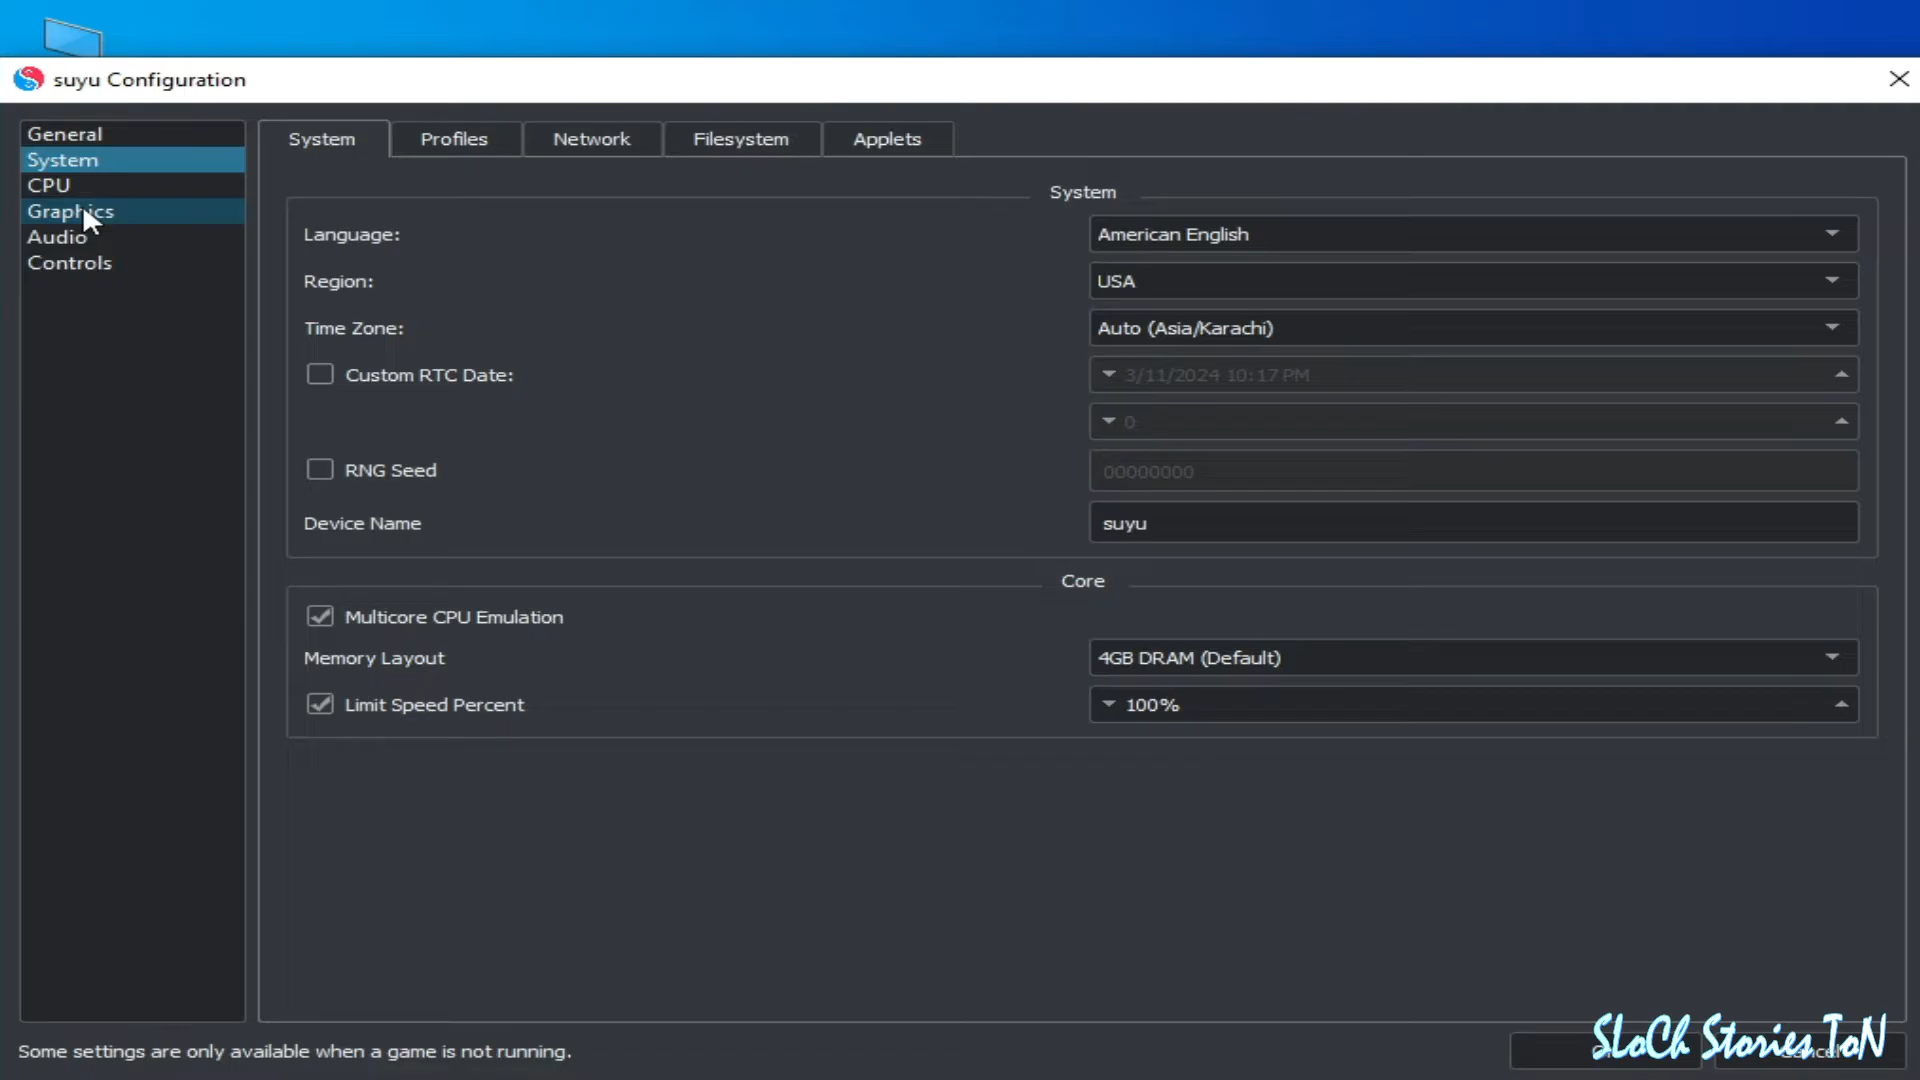 suyu Configuration
General
System
CPU
Graphics
Audio
Controls
System
Profiles
Network
Filesystem
Applets
System
Language:
American English
Region:
USA
Time Zone:
Auto (Asia/Karachi)
Custom RTC Date:
3/11/2024 10:17 PM
0
RNG Seed
00000000
Device Name
suyu
Core
Multicore CPU Emulation
Memory Layout
4GB DRAM (Default)
Limit Speed Percent
100%
Some settings are only available when a game is not running.
SLoCh Stories ToN